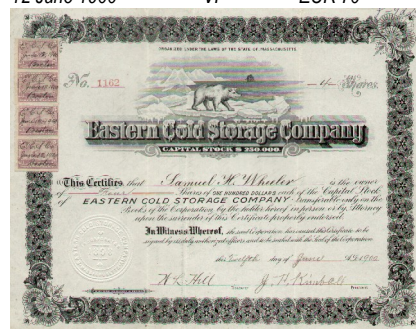 12 June 1900 VF EUR 70
ORGANIZED UNDER THE LAWS OF THE STATE OF MASSACHUSETTS
No. 1162 Shares
Eastern Cold Storage Company
CAPITAL STOCK $ 250.000.
This Certifies that Samuel H. Wheeler is the owner
of Four Shares of ONE HUNDRED DOLLARS each of the Capital Stock
of EASTERN COLD STORAGE COMPANY transferable only on the
Books of the Corporation by the holder hereof in person or by Attorney
upon the surrender of this Certificate properly endorsed.
In Witness Whereof, the said Corporation has caused this Certificate to be
signed by its duly authorized officers and to be sealed with the Seal of the Corporation
this Twelfth day of June A.D. 1900
Treasurer President